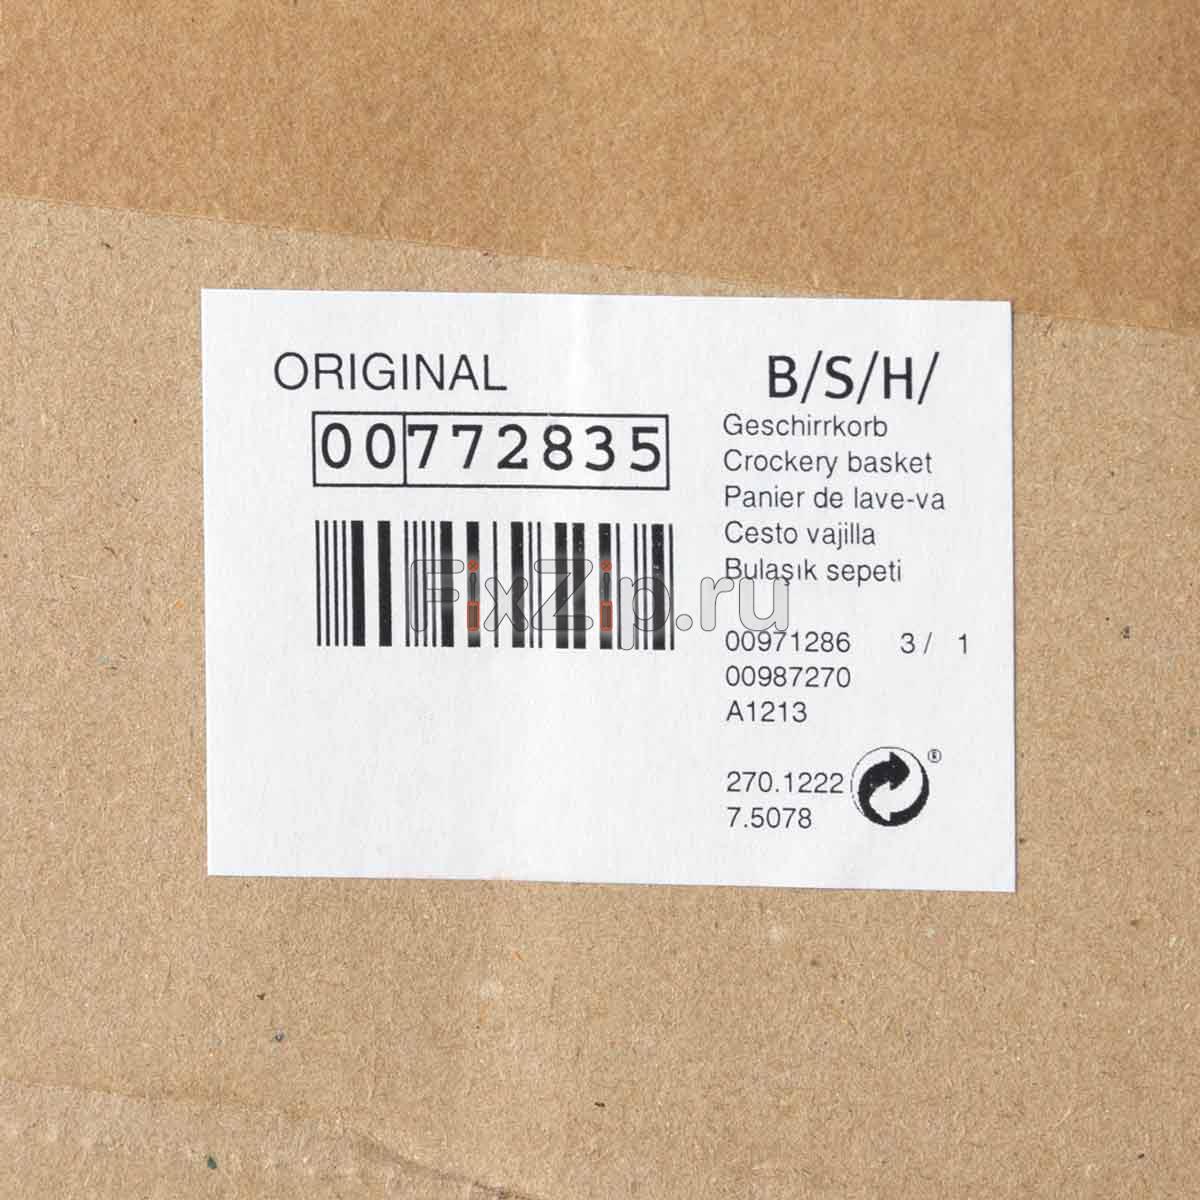 ORIGINAL
B/S/H/
00772835
Geschirrkorb
Crockery basket
Panier de lave-va
Cesto vajilla
Bulaşık sepeti
FixZip.ru
00971286 3 / 1
00987270
A1213
270.1222
7.5078
®